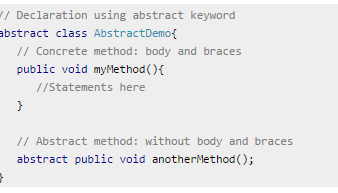 // Declaration using abstract keyword
abstract class AbstractDemo{
// Concrete method: body and braces
public void myMethod(){
//Statements here
}
// Abstract method: without body and braces
abstract public void anotherMethod();
}